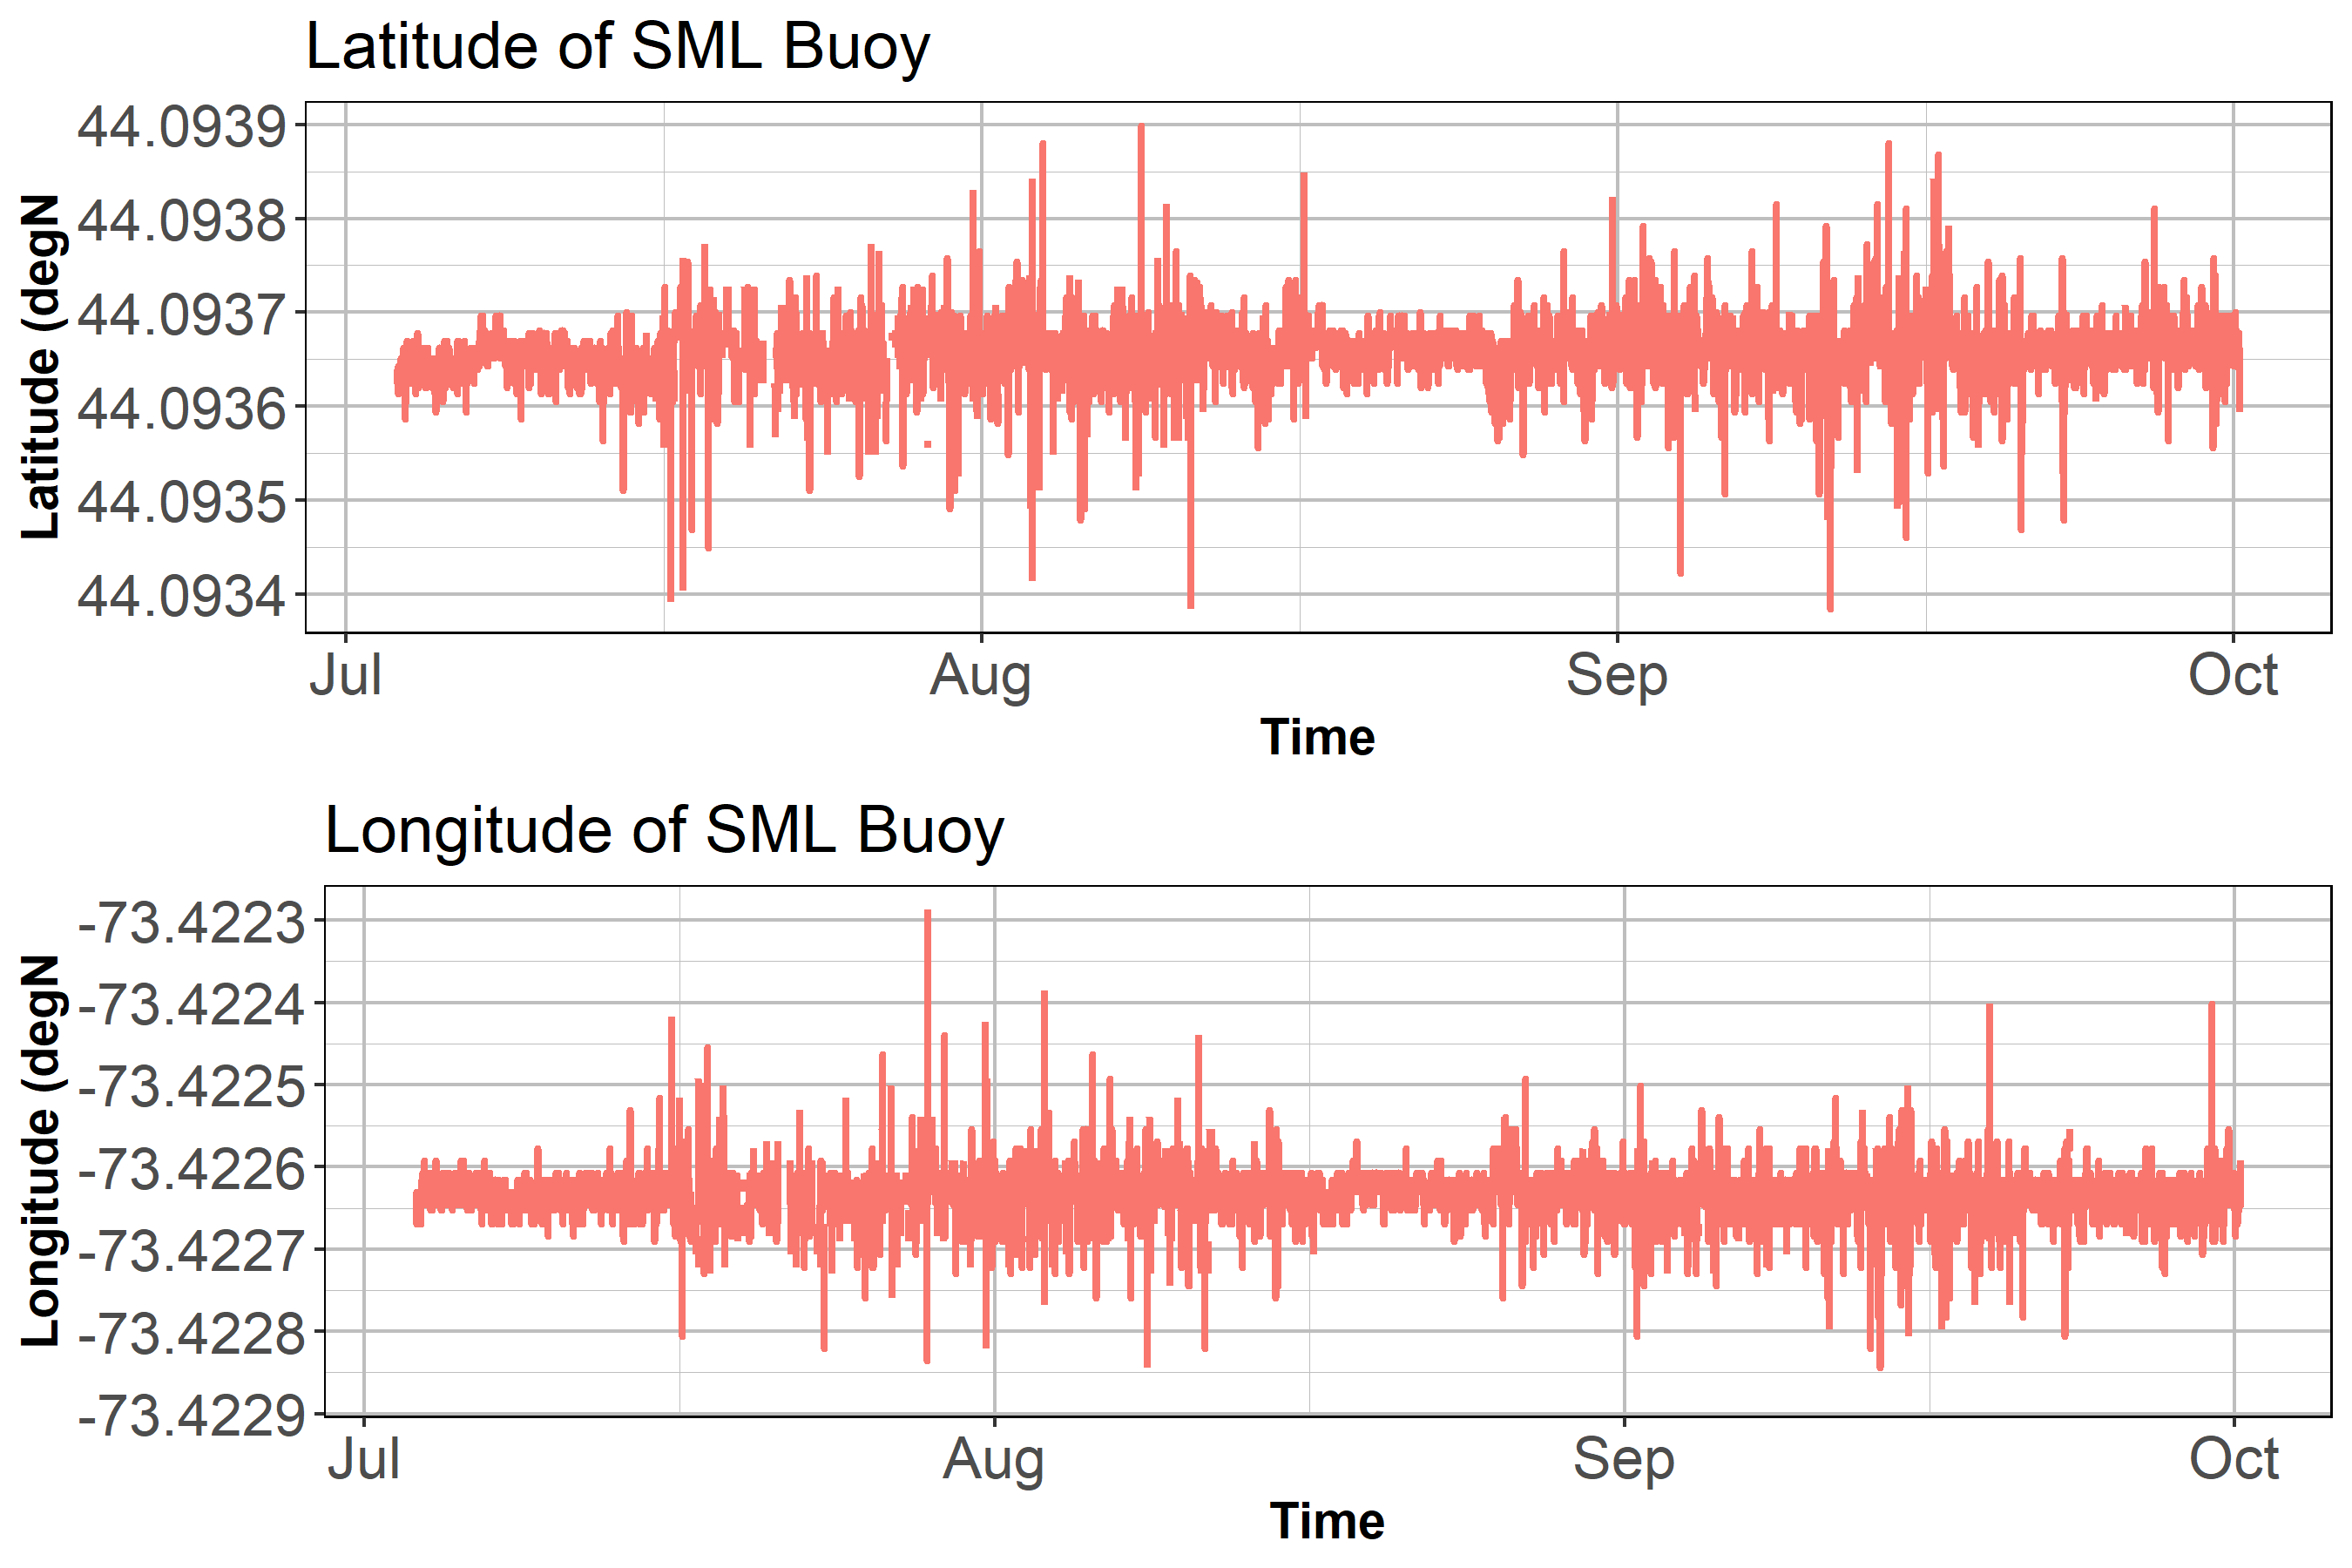 Latitude of SML Buoy
Latitude (degN
44.0939
44.0938
44.0937
44.0936
44.0935
44.0934
Jul Aug Sep Oct
Time
Longitude of SML Buoy
Longitude (degN
-73.4223
-73.4224
-73.4225
-73.4226
-73.4227
-73.4228
-73.4229
Jul Aug Sep Oct
Time